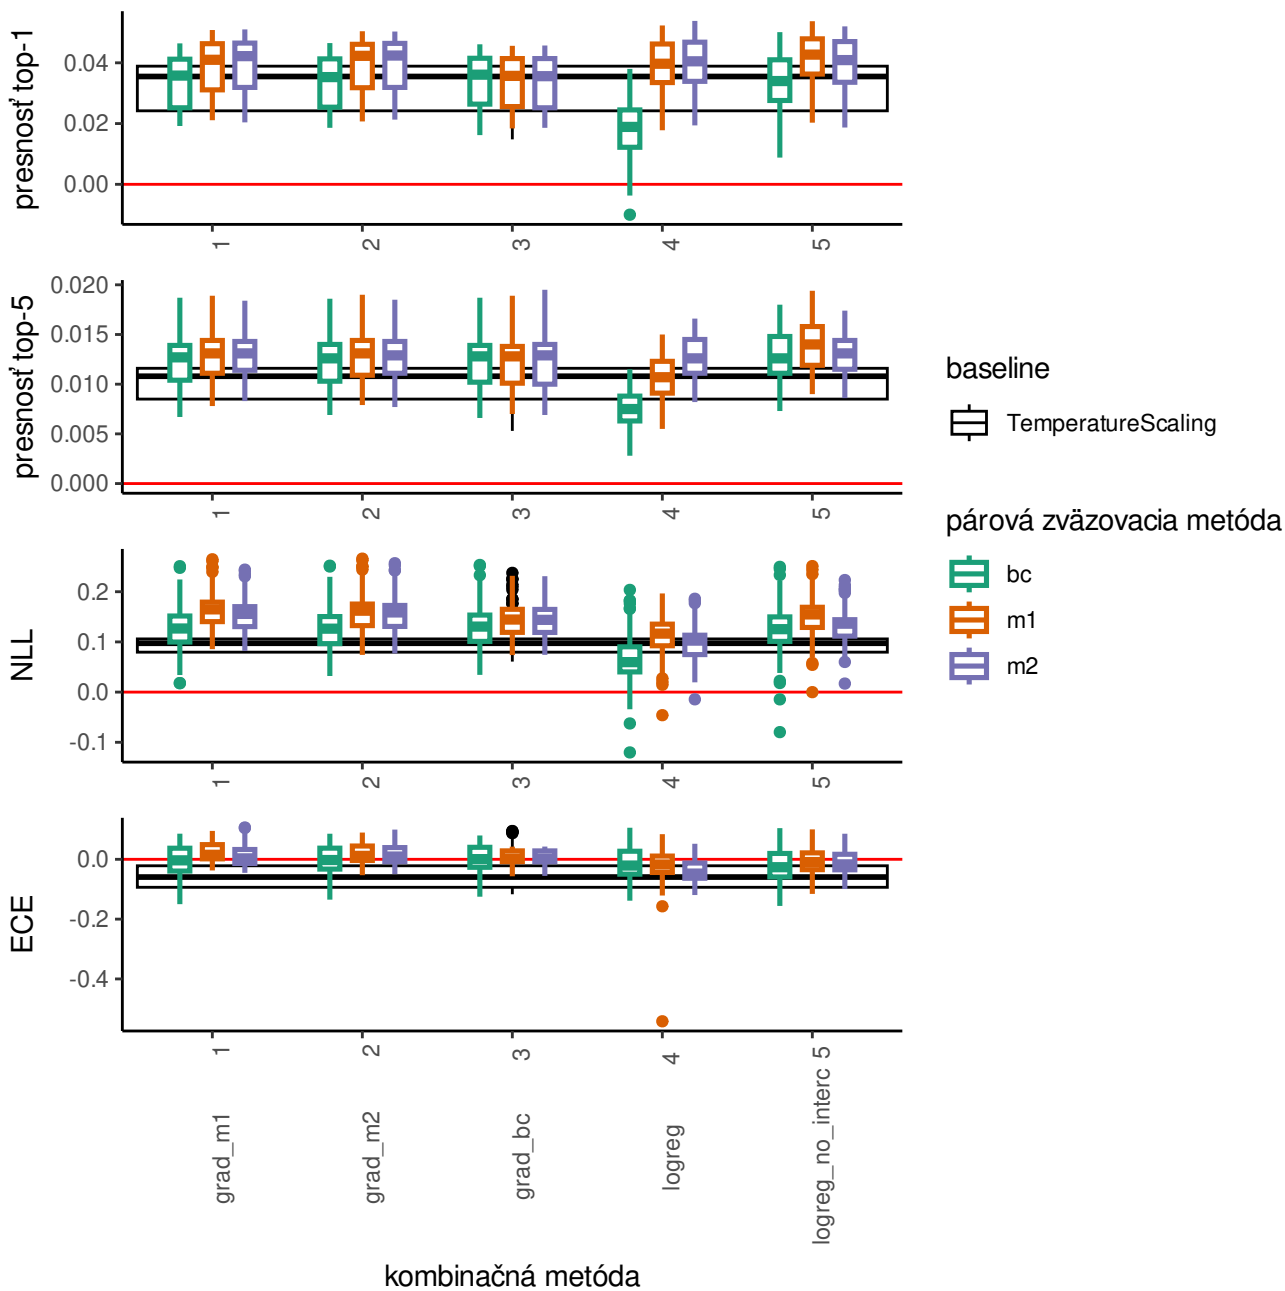 presnosť top-1
0.04
0.02
0.00
1 2 3 4 5
presnosť top-5
0.020
0.015
0.010
0.005
0.000
1 2 3 4 5
NLL
0.2
0.1
0.0
-0.1
1 2 3 4 5
ECE
0.0
-0.2
-0.4
1 2 3 4 5
grad_m1
grad_m2
grad_bc
logreg
logreg_no_interc
kombinačná metóda
baseline
TemperatureScaling
párová zväzovacia metóda
bc
m1
m2